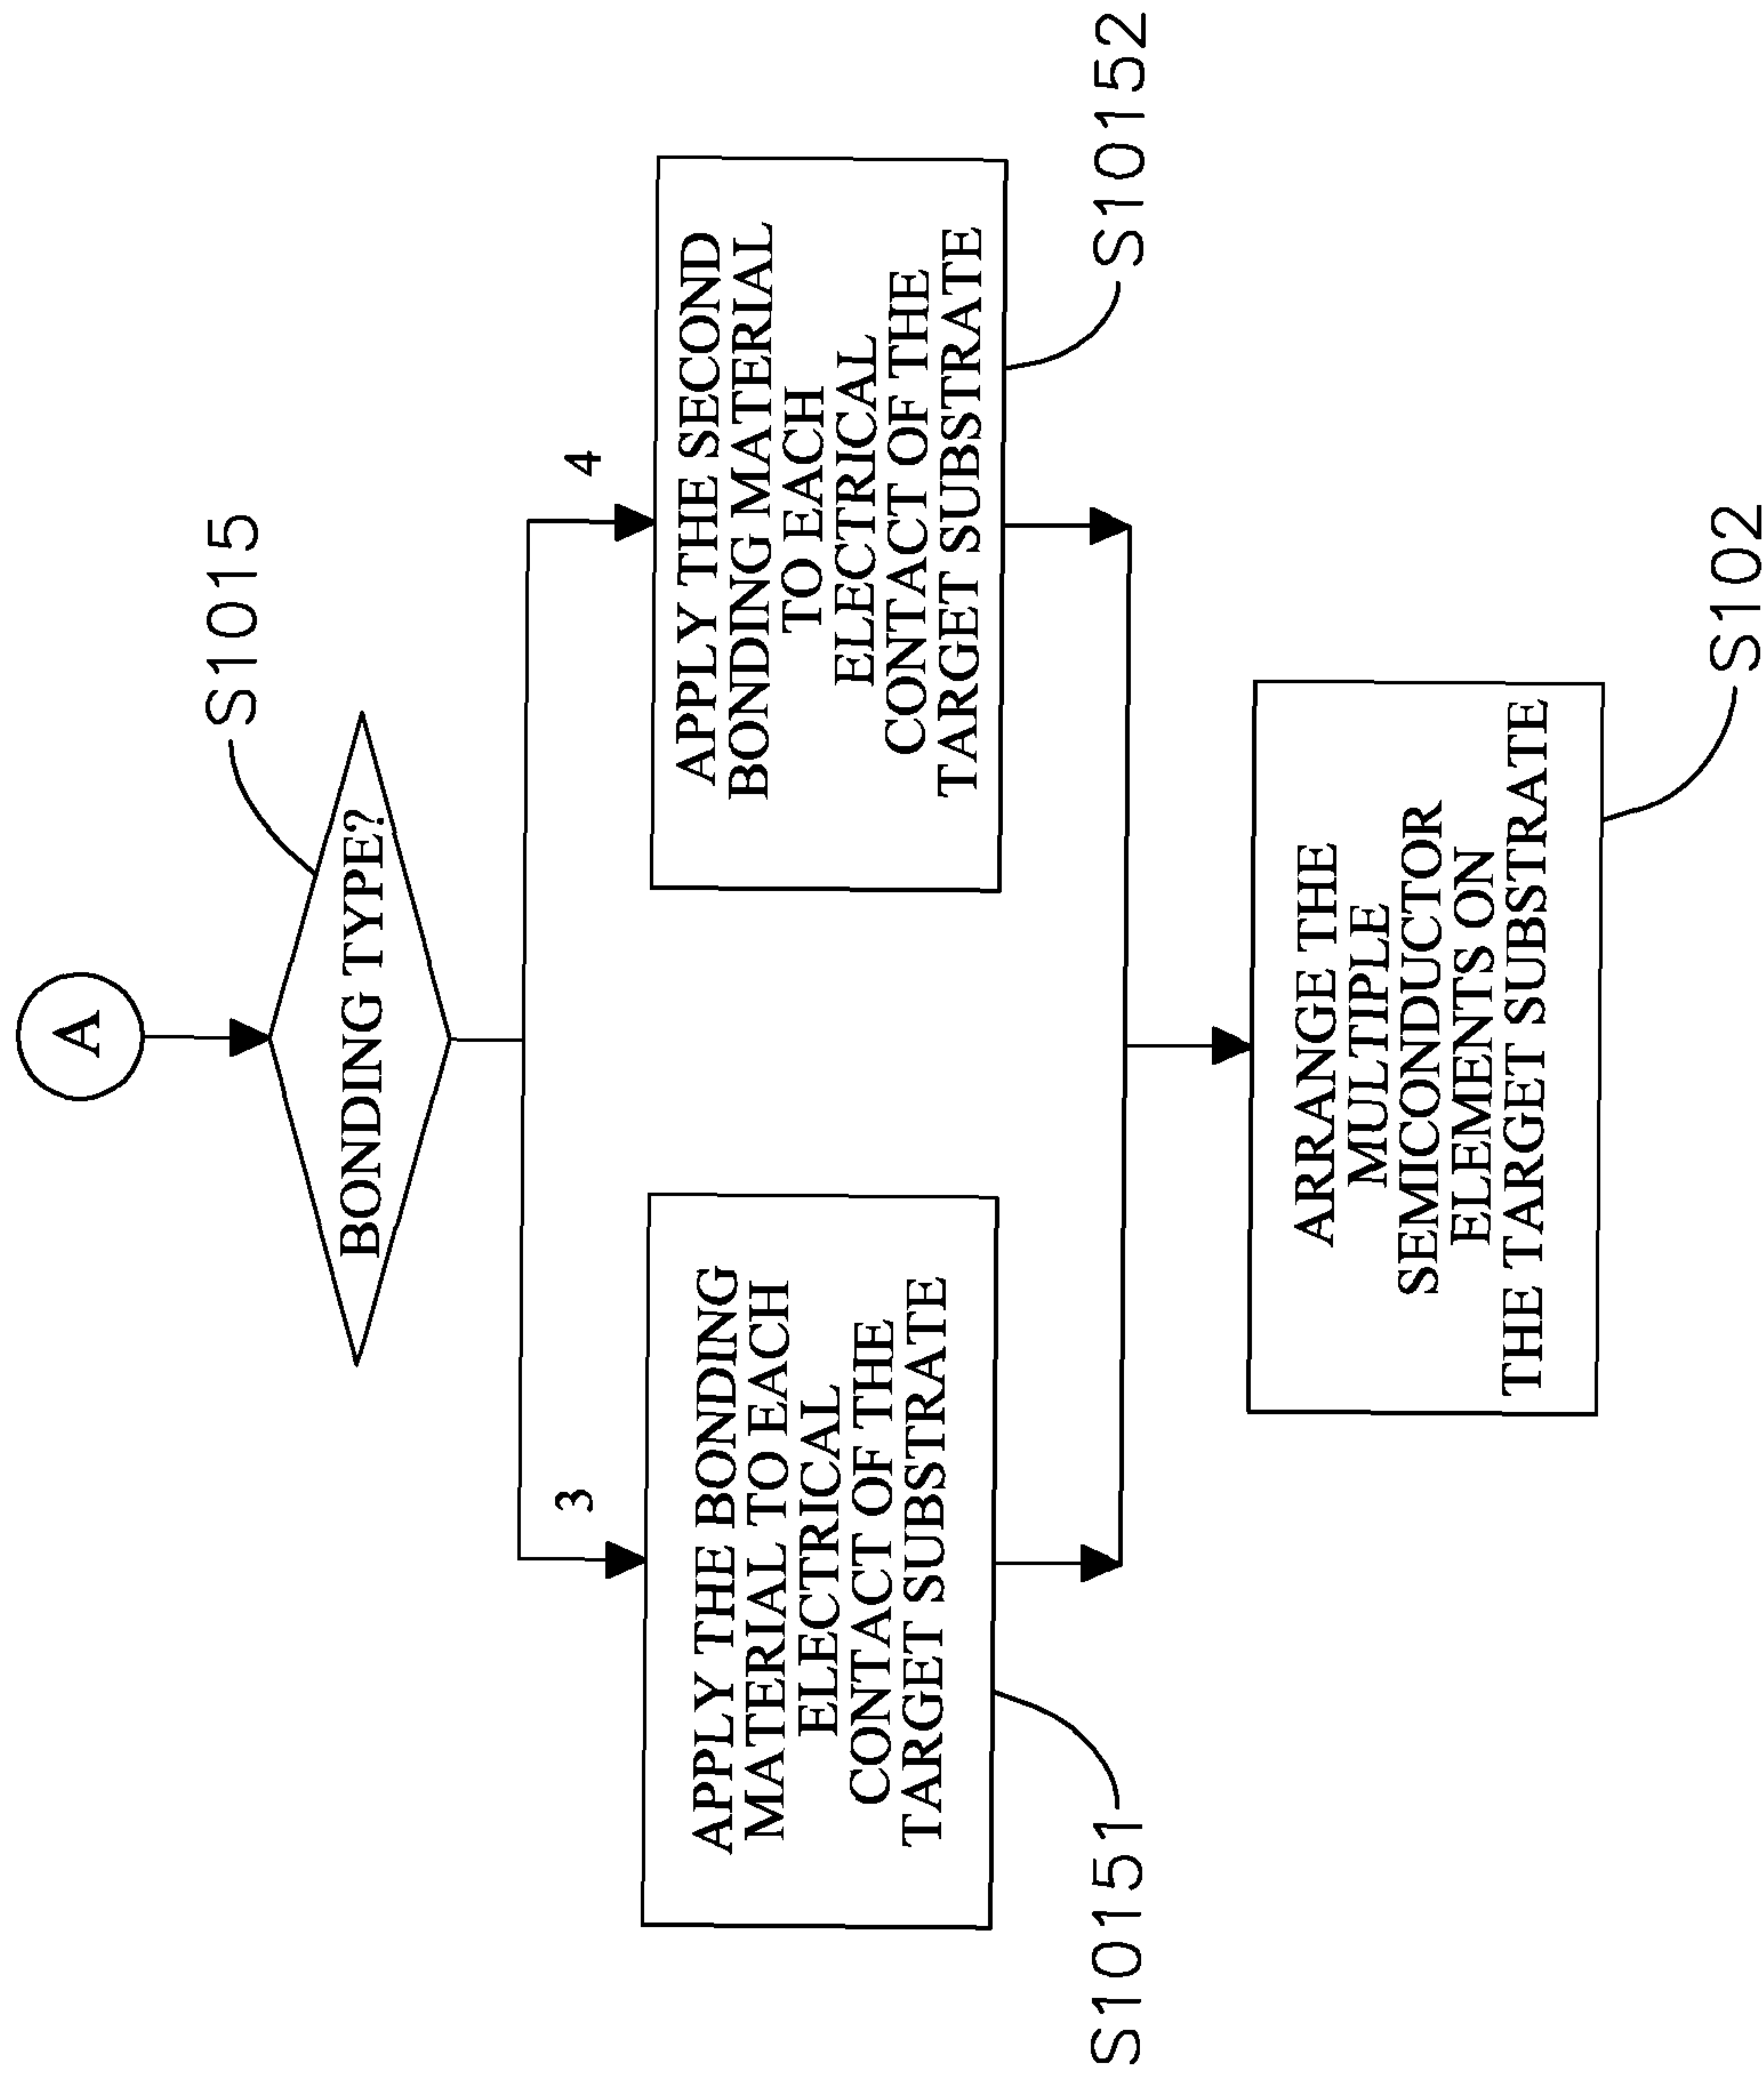 A
S1015
BONDING TYPE?
3
4
APPLY THE BONDING
MATERIAL TO EACH
ELECTRICAL
CONTACT OF THE
TARGET SUBSTRATE
S10151
APPLY THE SECOND
BONDING MATERIAL
TO EACH
ELECTRICAL
CONTACT OF THE
TARGET SUBSTRATE
S10152
ARRANGE THE
MULTIPLE
SEMICONDUCTOR
ELEMENTS ON
THE TARGET SUBSTRATE
S102